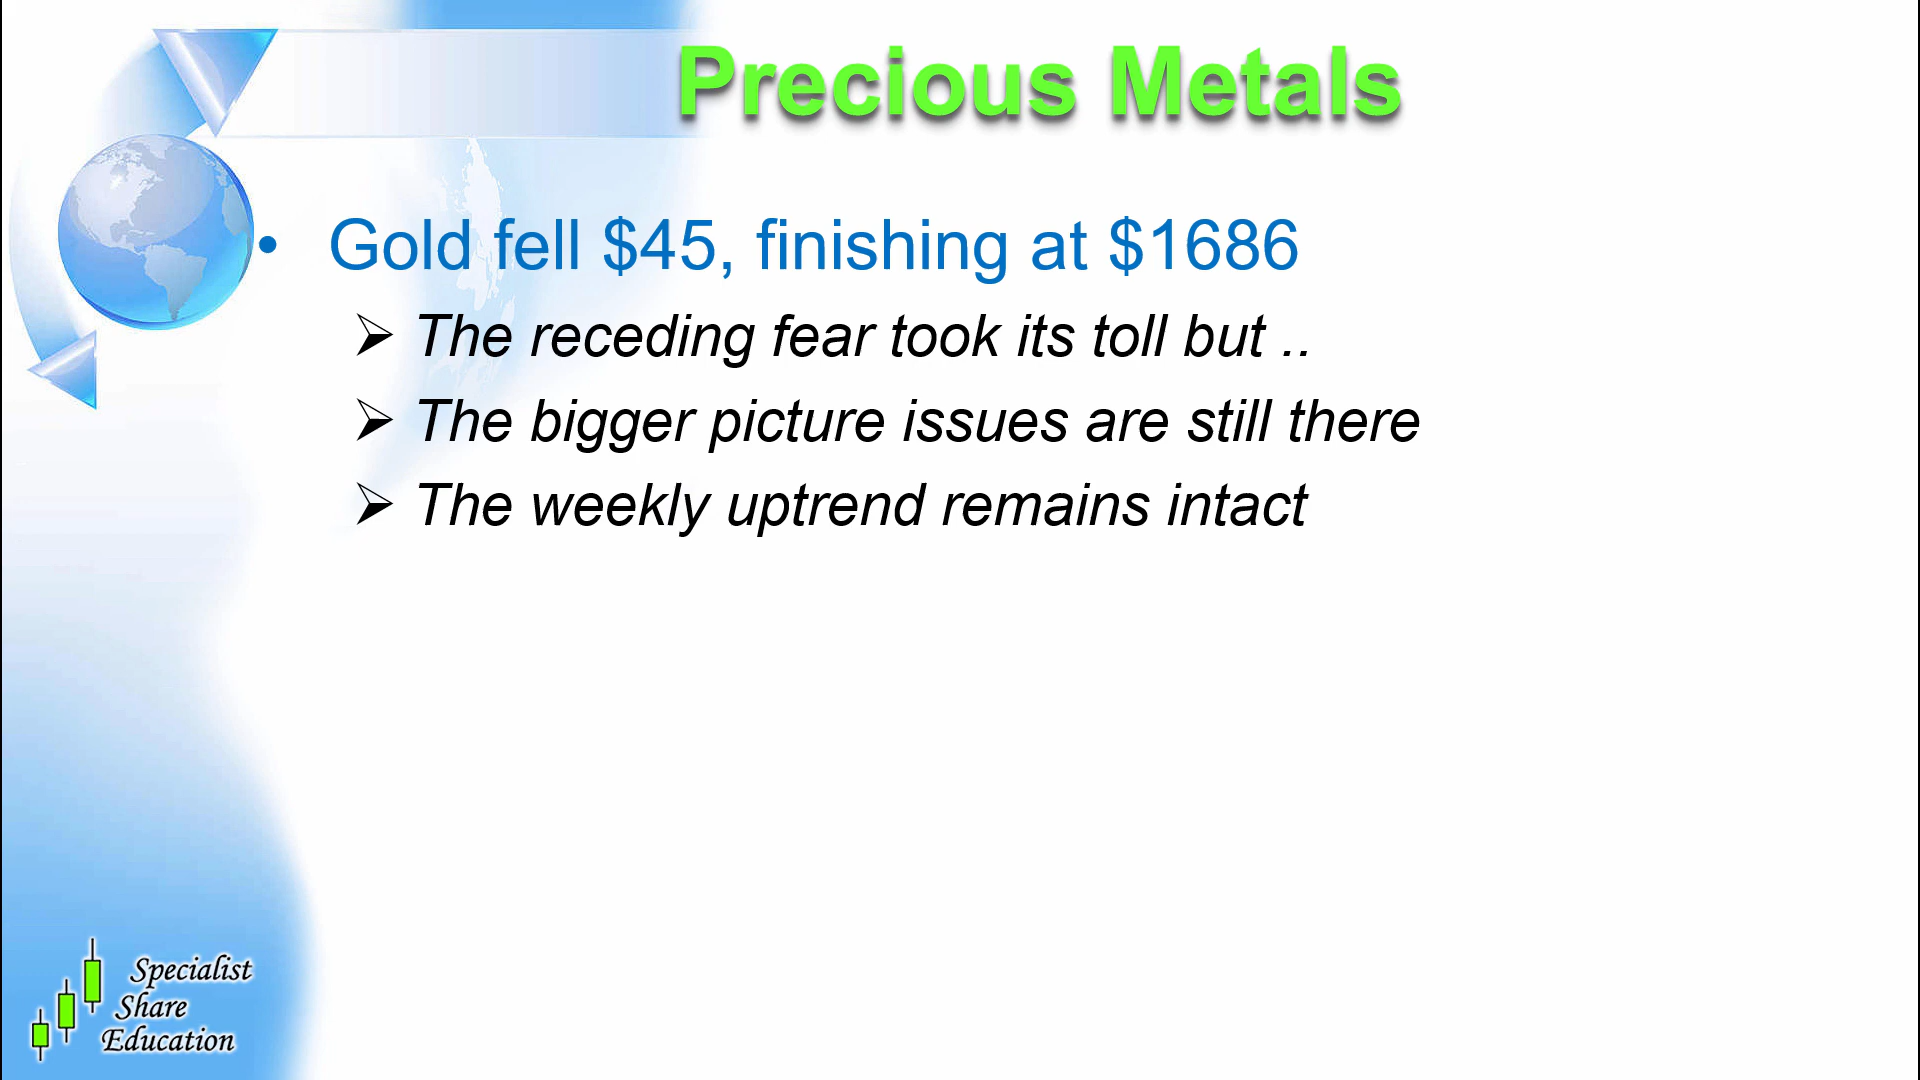 Precious Metals
• Gold fell $45, finishing at $1686
➢ The receding fear took its toll but ..
➢ The bigger picture issues are still there
➢ The weekly uptrend remains intact
Specialist
Share
Education